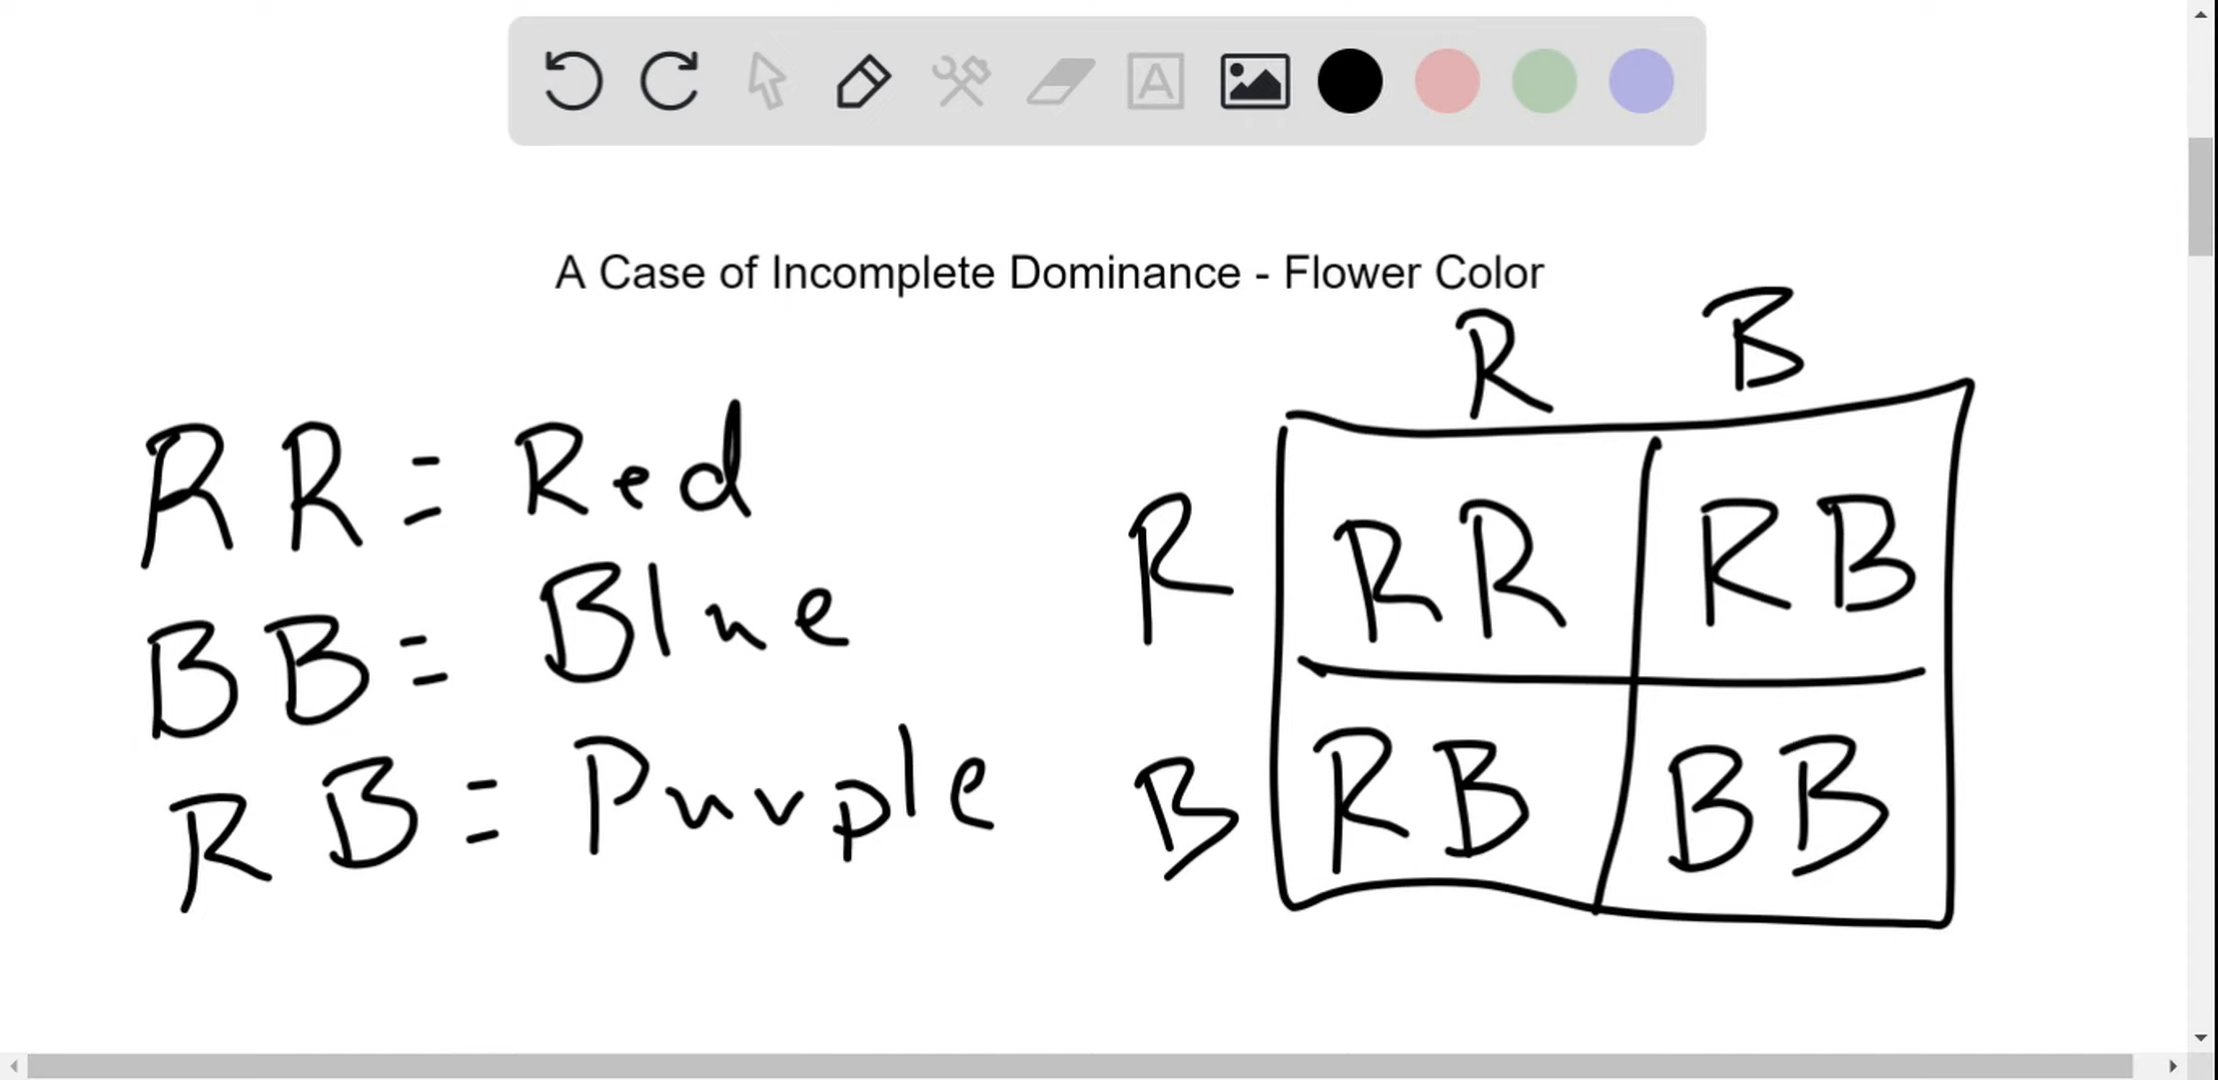 A
A Case of Incomplete Dominance - Flower Color
RR = Red
BB = Blue
RB = Purple
R B
R RR RB
B RB BB